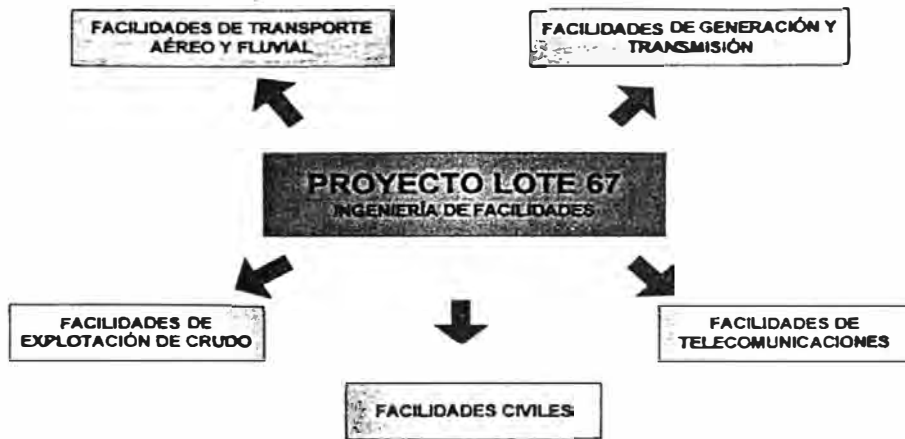 FACILIDADES DE TRANSPORTE
AÉREO Y FLUVIAL
FACILIDADES DE GENERACIÓN Y
TRANSMISIÓN
PROYECTO LOTE 67
INGENIERÍA DE FACILIDADES
FACILIDADES DE
EXPLOTACIÓN DE CRUDO
FACILIDADES DE
TELECOMUNICACIONES
FACILIDADES CIVILES